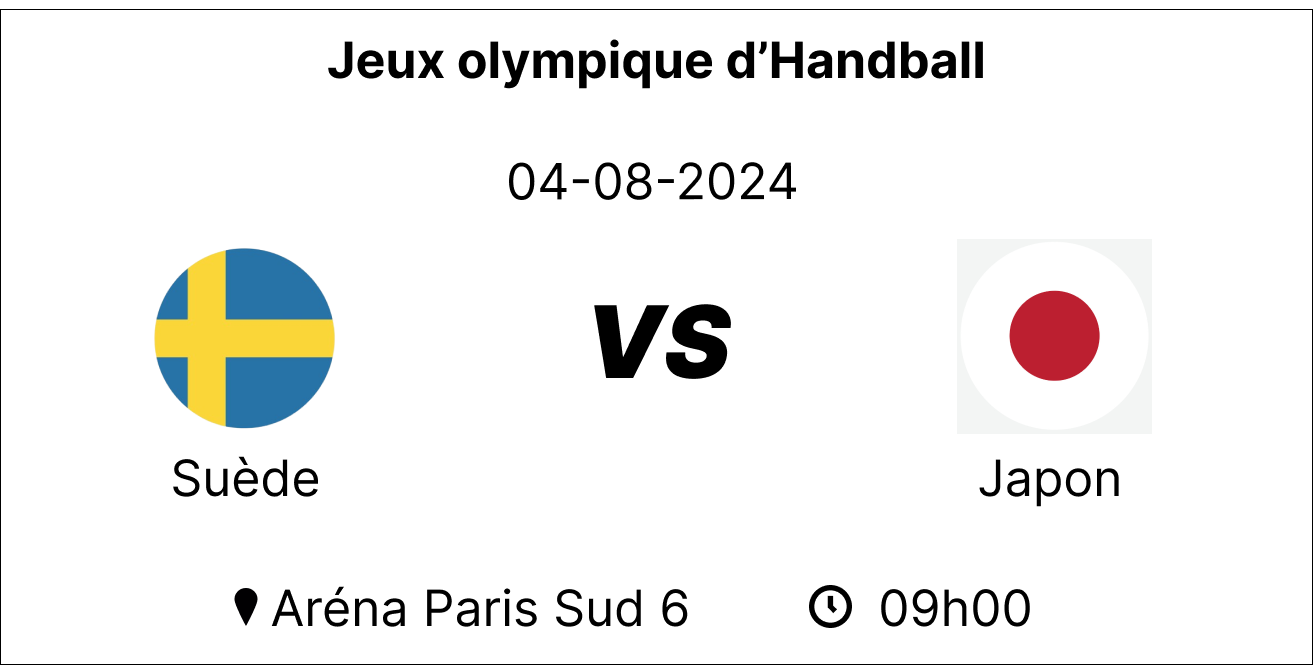 Jeux olympique d’Handball
04-08-2024
VS
Suède
Japon
Aréna Paris Sud 6
09h00